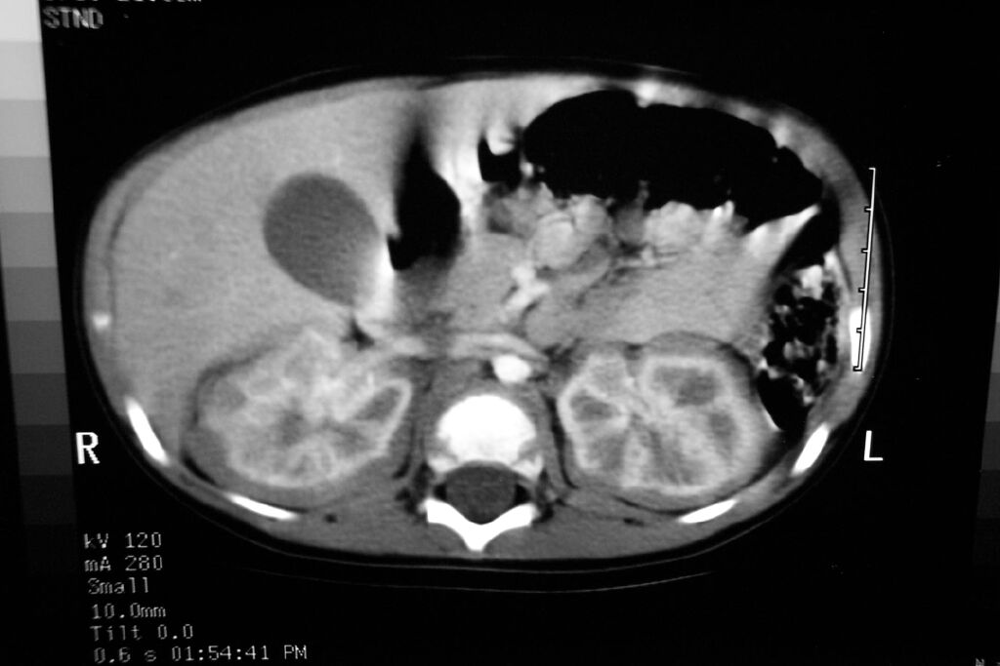 STND
R
L
kV 120
mA 280
Small
10.0mm
Tilt 0.0
0.6 s 01:54:41 PM